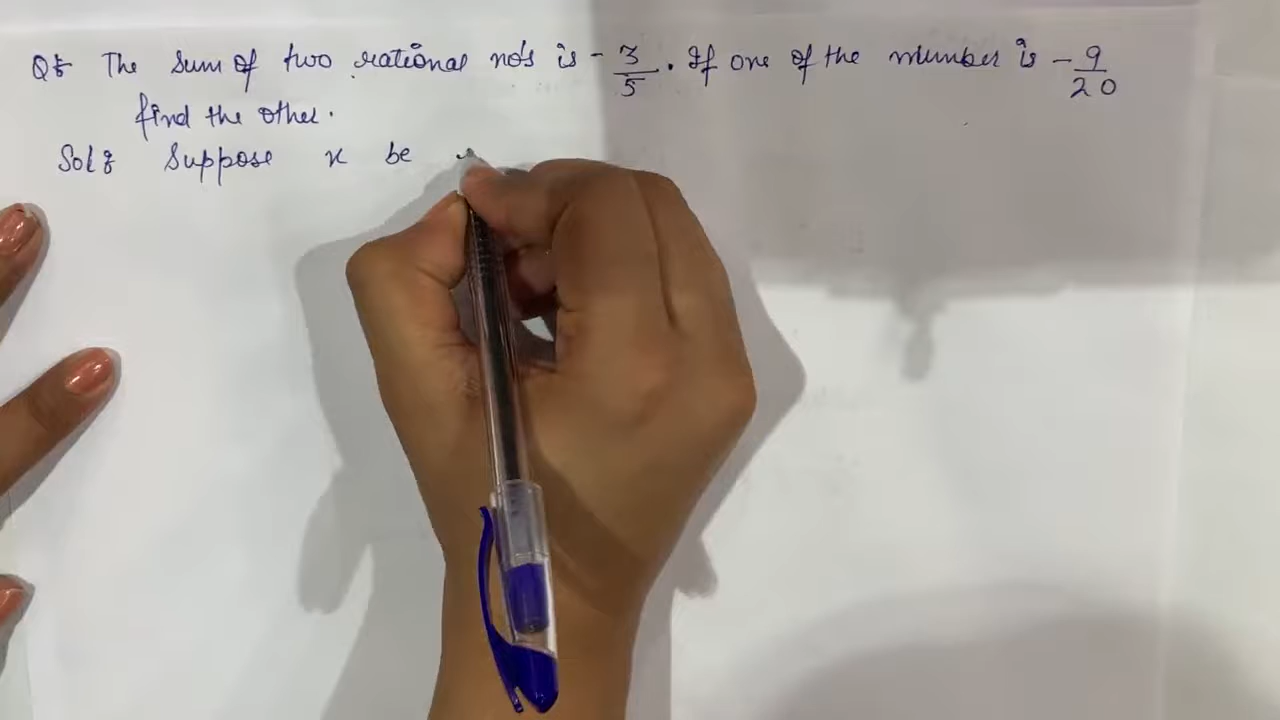 Q: The sum of two rational no's is -3/5. If one of the number is -9/20
find the other.
Sol: Suppose x be